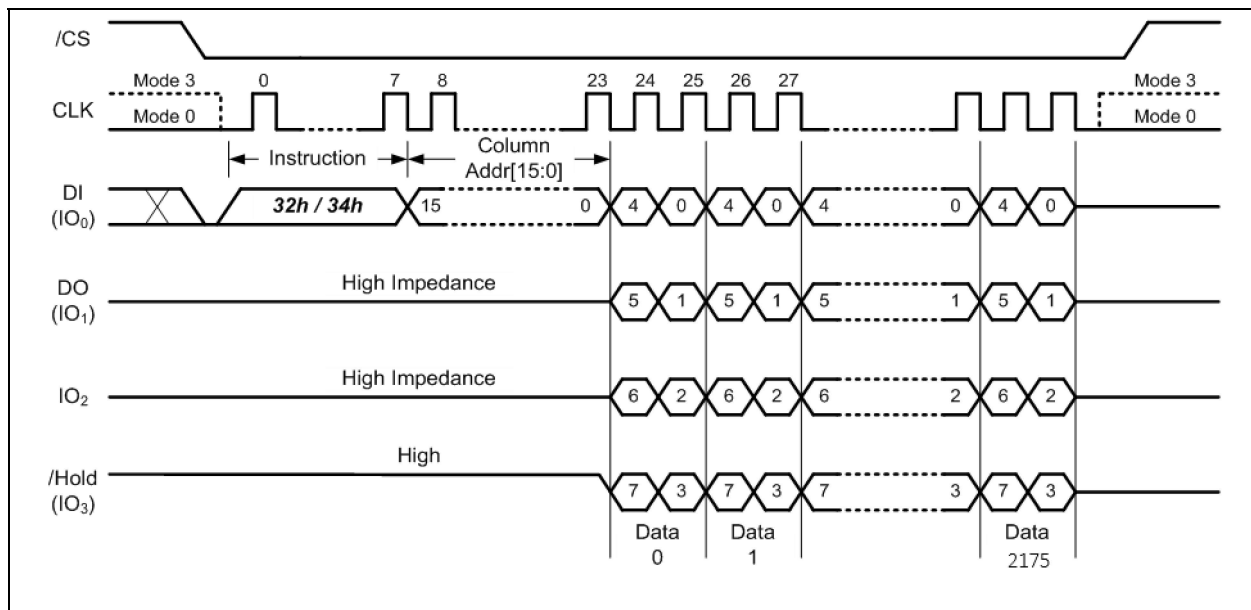 /CS
Mode 3 0 7 8 23 24 25 26 27 Mode 3
CLK
Mode 0 Mode 0
Instruction Column
Addr[15:0]
DI
(IO0) 32h / 34h 15 0 4 0 4 0 4 0 4 0
High Impedance
DO
(IO1) 5 1 5 1 5 1 5 1
High Impedance
IO2 6 2 6 2 6 2 6 2
High
/Hold
(IO3) 7 3 7 3 7 3 7 3
Data Data Data
0 1 2175